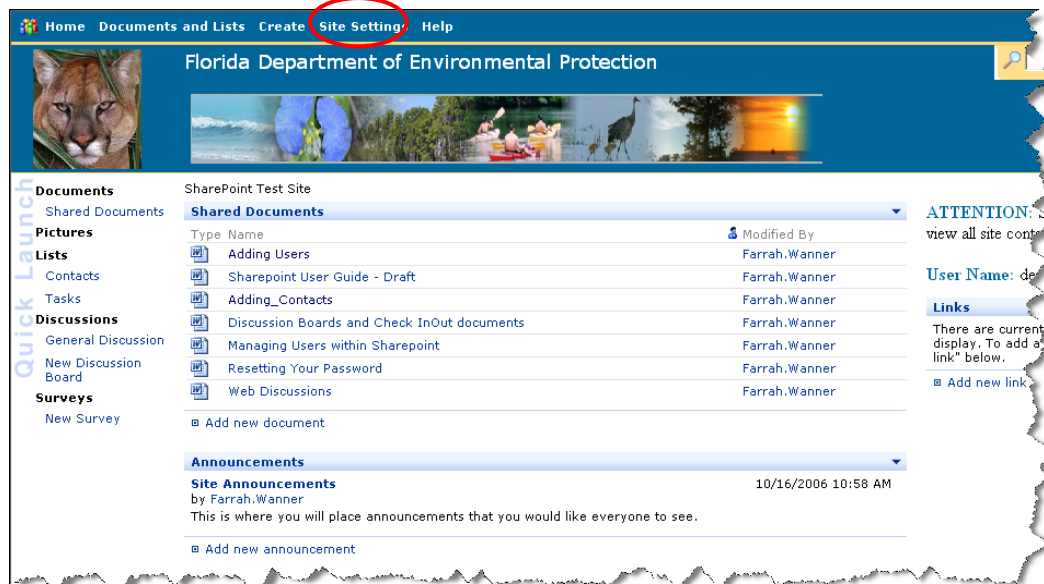 Home Documents and Lists Create Site Settings Help
Florida Department of Environmental Protection
Quick Launch
Documents
Shared Documents
Pictures
Lists
Contacts
Tasks
Discussions
General Discussion
New Discussion
Board
Surveys
New Survey
SharePoint Test Site
Shared Documents
Type Name Modified By
Adding Users Farrah.Wanner
Sharepoint User Guide - Draft Farrah.Wanner
Adding_Contacts Farrah.Wanner
Discussion Boards and Check InOut documents Farrah.Wanner
Managing Users within Sharepoint Farrah.Wanner
Resetting Your Password Farrah.Wanner
Web Discussions Farrah.Wanner
Add new document
Announcements
Site Announcements 10/16/2006 10:58 AM
by Farrah.Wanner
This is where you will place announcements that you would like everyone to see.
Add new announcement
ATTENTION:
view all site
User Name:
Links
There are
display. To add
link" below.
Add new link